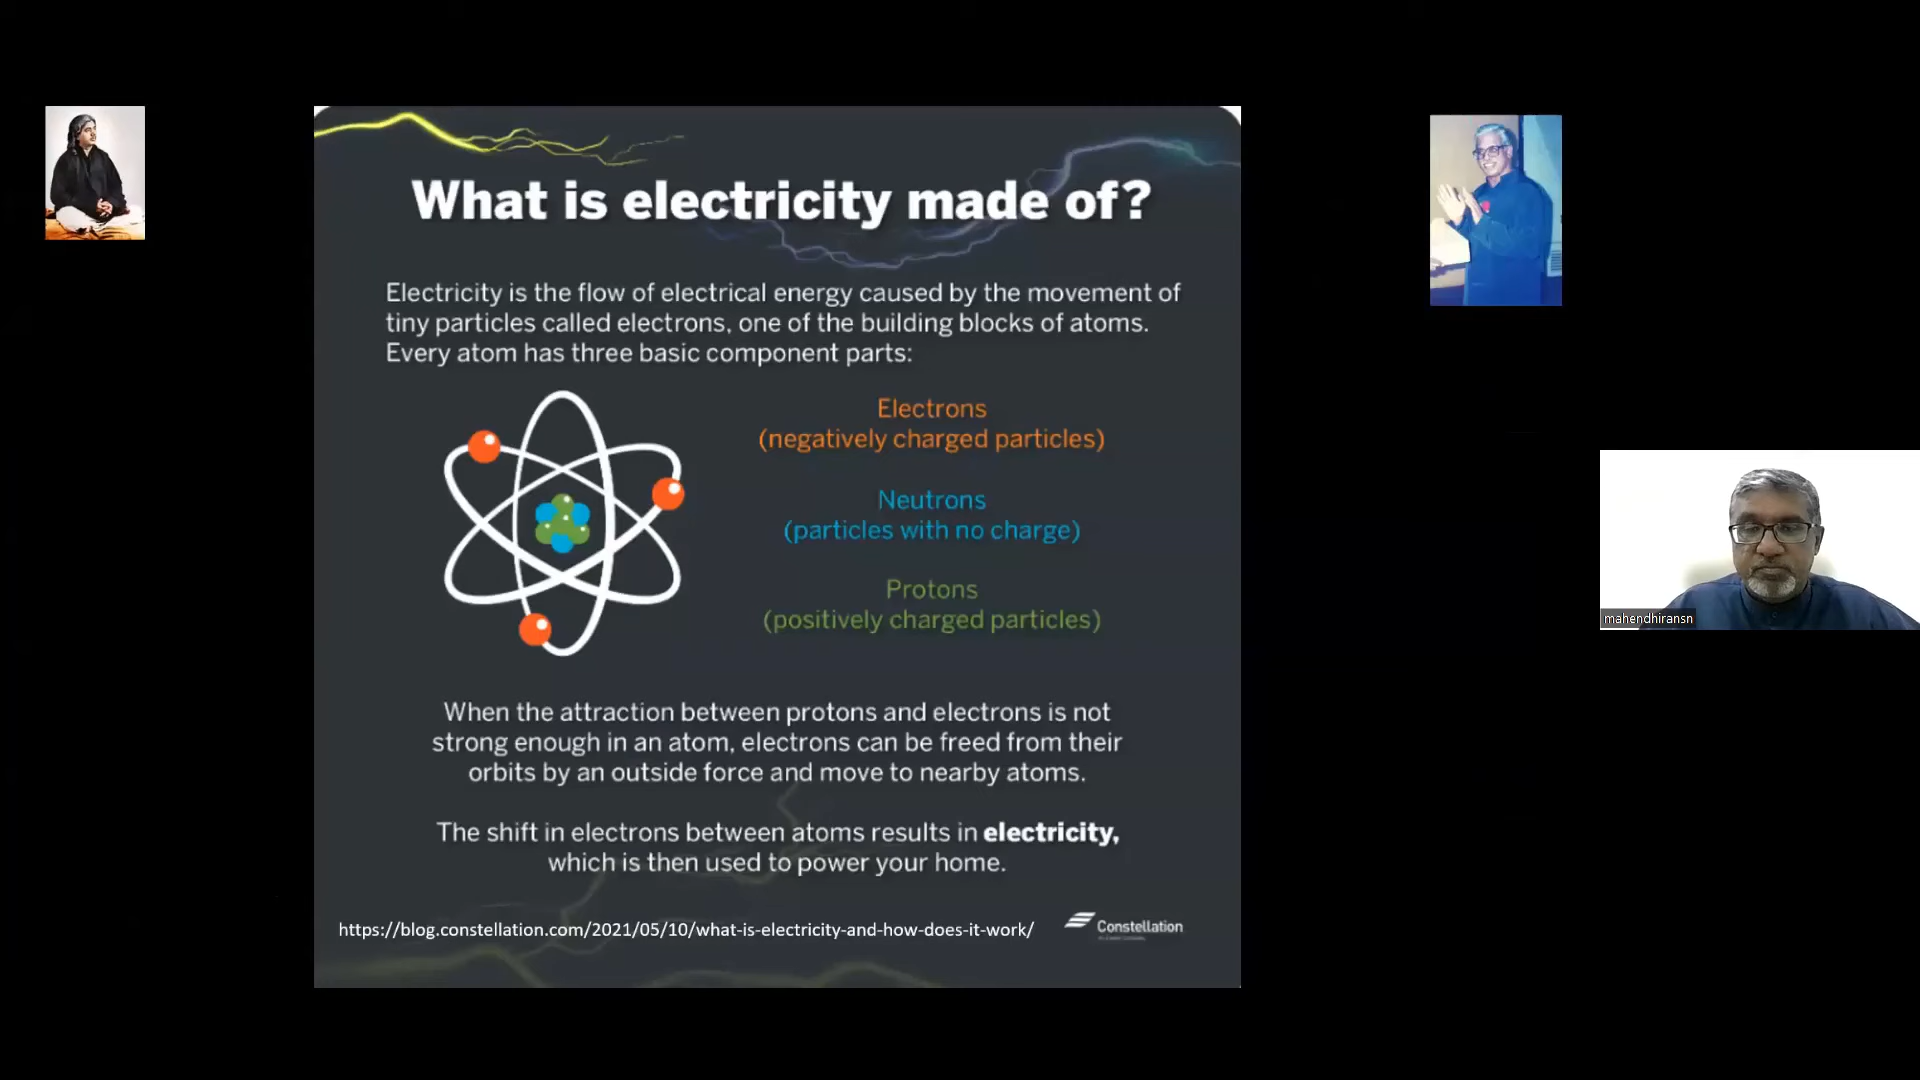 What is electricity made of?
Electricity is the flow of electrical energy caused by the movement of
tiny particles called electrons, one of the building blocks of atoms.
Every atom has three basic component parts:
Electrons
(negatively charged particles)
Neutrons
(particles with no charge)
Protons
(positively charged particles)
When the attraction between protons and electrons is not
strong enough in an atom, electrons can be freed from their
orbits by an outside force and move to nearby atoms.
The shift in electrons between atoms results in electricity,
which is then used to power your home.
https://blog.constellation.com/2021/05/10/what-is-electricity-and-how-does-it-work/
Constellation
mahendhiransn